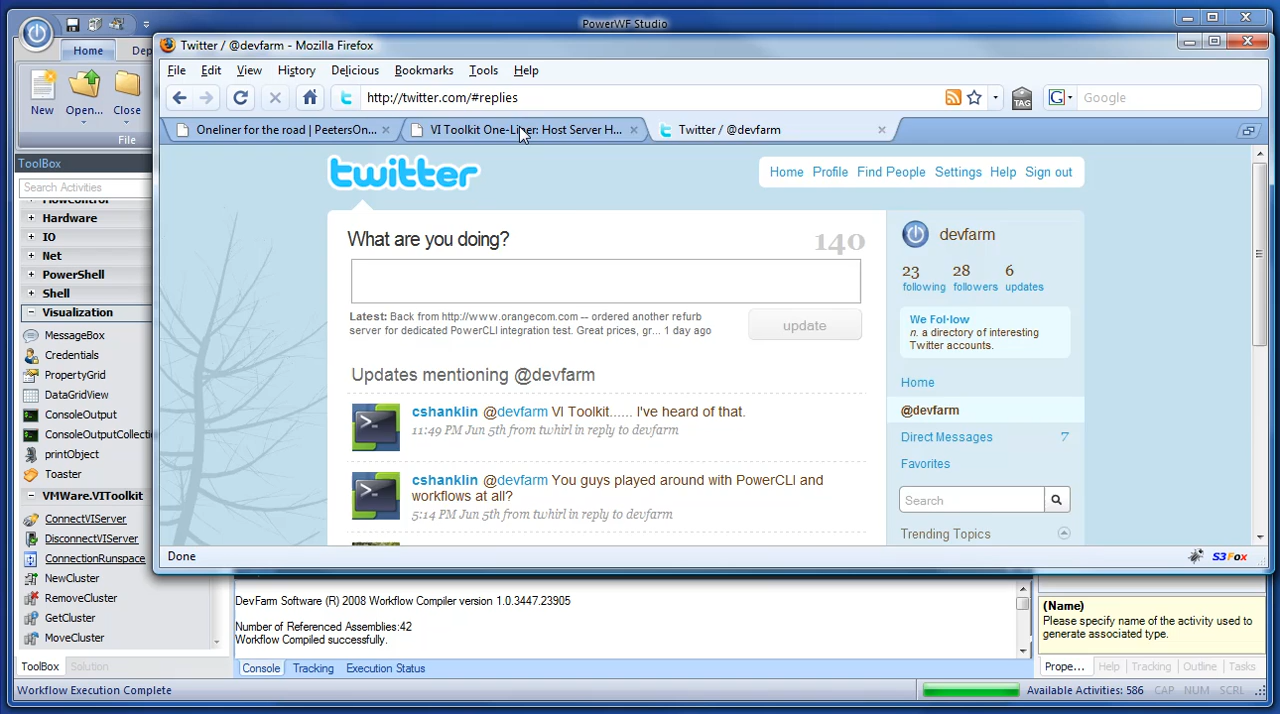 PowerWF Studio
Home
Dep
New
Open...
Close
File
ToolBox
Search Activities
FlowControl
Hardware
IO
Net
PowerShell
Shell
Visualization
MessageBox
Credentials
PropertyGrid
DataGridView
ConsoleOutput
ConsoleOutputCollecti
printObject
Toaster
VMWare.VIToolkit
ConnectVIServer
DisconnectVIServer
ConnectionRunspace
NewCluster
RemoveCluster
GetCluster
MoveCluster
ToolBox
Solution
Workflow Execution Complete
Twitter / @devfarm - Mozilla Firefox
File Edit View History Delicious Bookmarks Tools Help
http://twitter.com/#replies
TAG
G
Google
Oneliner for the road | PeetersOn...
VI Toolkit One-Liner: Host Server H...
Twitter / @devfarm
twitter
Home Profile Find People Settings Help Sign out
What are you doing?
140
Latest: Back from http://www.orangecom.com -- ordered another refurb
server for dedicated PowerCLI integration test. Great prices, gr... 1 day ago
update
Updates mentioning @devfarm
cshanklin @devfarm VI Toolkit...... I've heard of that.
11:49 PM Jun 5th from twhirl in reply to devfarm
cshanklin @devfarm You guys played around with PowerCLI and
workflows at all?
5:14 PM Jun 5th from twhirl in reply to devfarm
devfarm
23 28 6
following followers updates
We Fol·low
n. a directory of interesting
Twitter accounts.
Home
@devfarm
Direct Messages 7
Favorites
Search
Trending Topics
Done
S3Fox
DevFarm Software (R) 2008 Workflow Compiler version 1.0.3447.23905
Number of Referenced Assemblies:42
Workflow Compiled successfully.
Console
Tracking
Execution Status
(Name)
Please specify name of the activity used to
generate associated type.
Prope...
Help
Tracking
Outline
Tasks
Available Activities: 586
CAP NUM SCRL